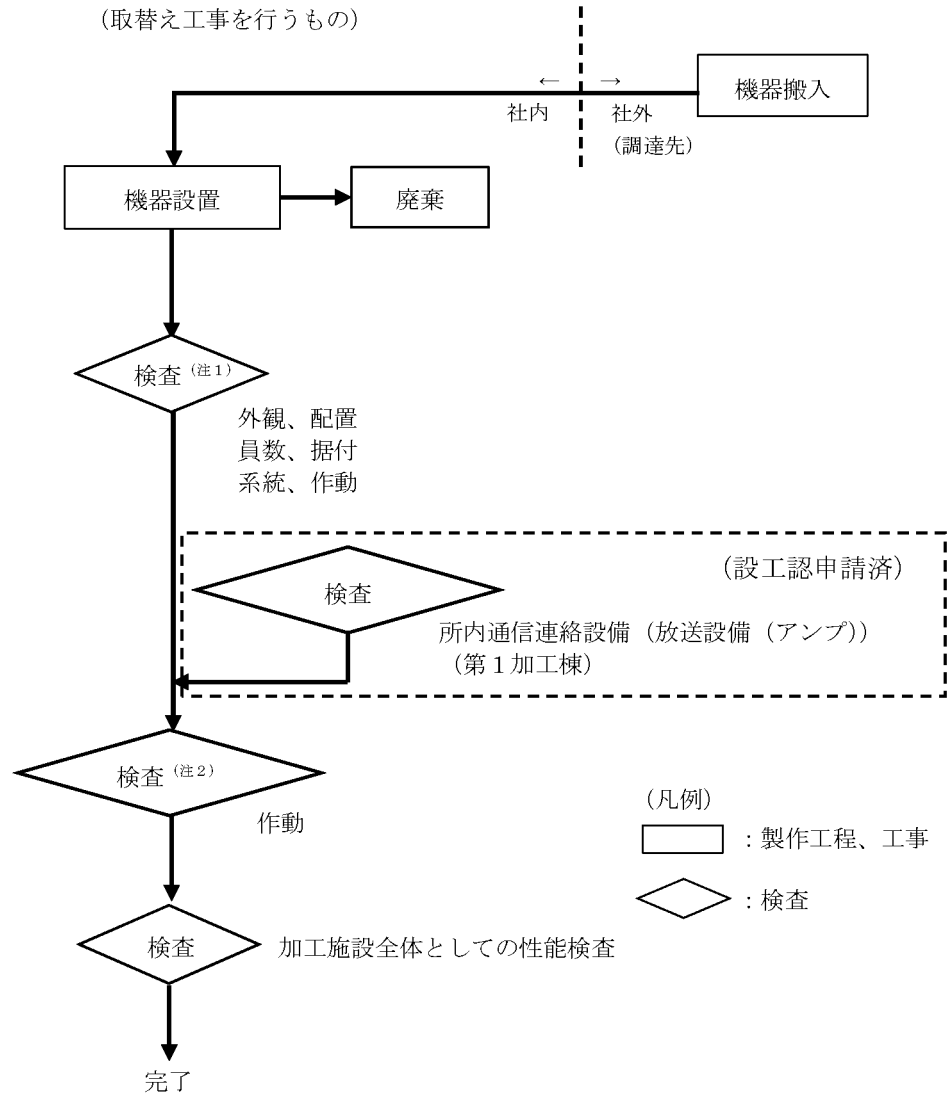 （取替え工事を行うもの）
機器搬入
← →
社内 社外
（調達先）
機器設置
廃棄
検査（注１）
外観、配置
員数、据付
系統、作動
（設工認申請済）
検査
所内通信連絡設備（放送設備（アンプ））
（第１加工棟）
検査（注２）
作動
（凡例）
：製作工程、工事
：検査
検査
加工施設全体としての性能検査
完了